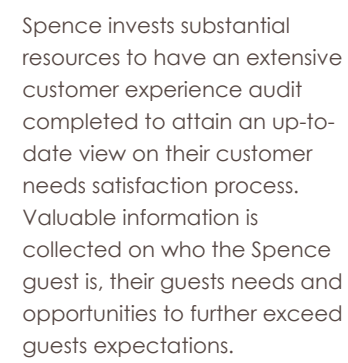 Spence invests substantial
resources to have an extensive
customer experience audit
completed to attain an up-to-
date view on their customer
needs satisfaction process.
Valuable information is
collected on who the Spence
guest is, their guests needs and
opportunities to further exceed
guests expectations.